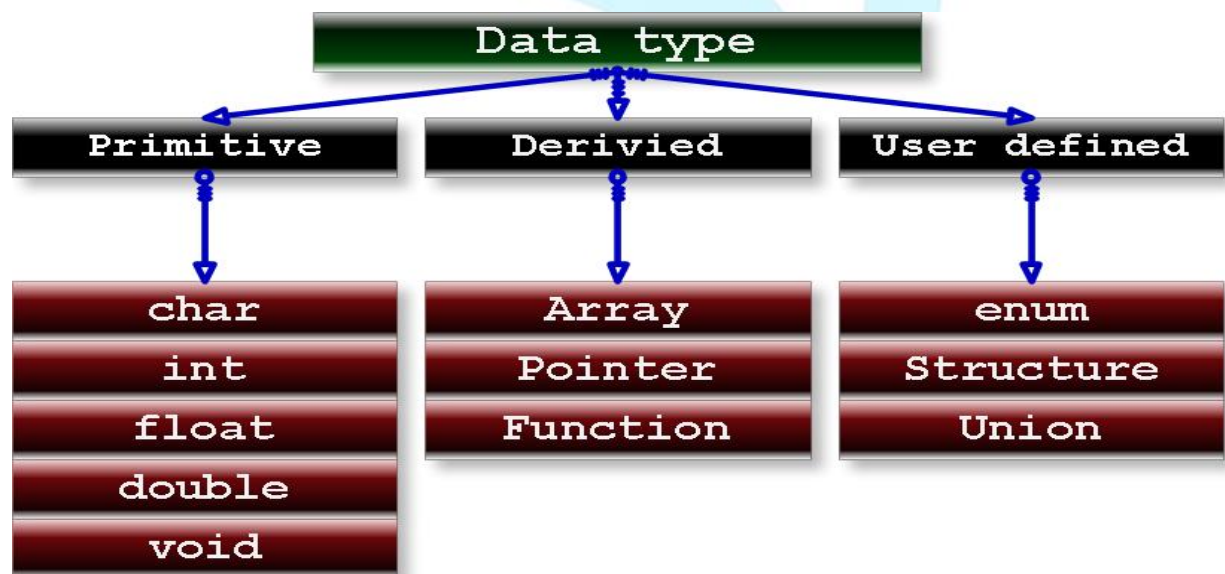 Data type
Primitive
Derivied
User defined
char
int
float
double
void
Array
Pointer
Function
enum
Structure
Union